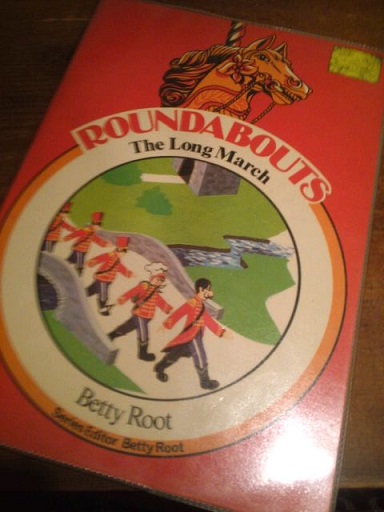 ROUNDABOUTS
The Long March
Betty Root
Series Editor Betty Root